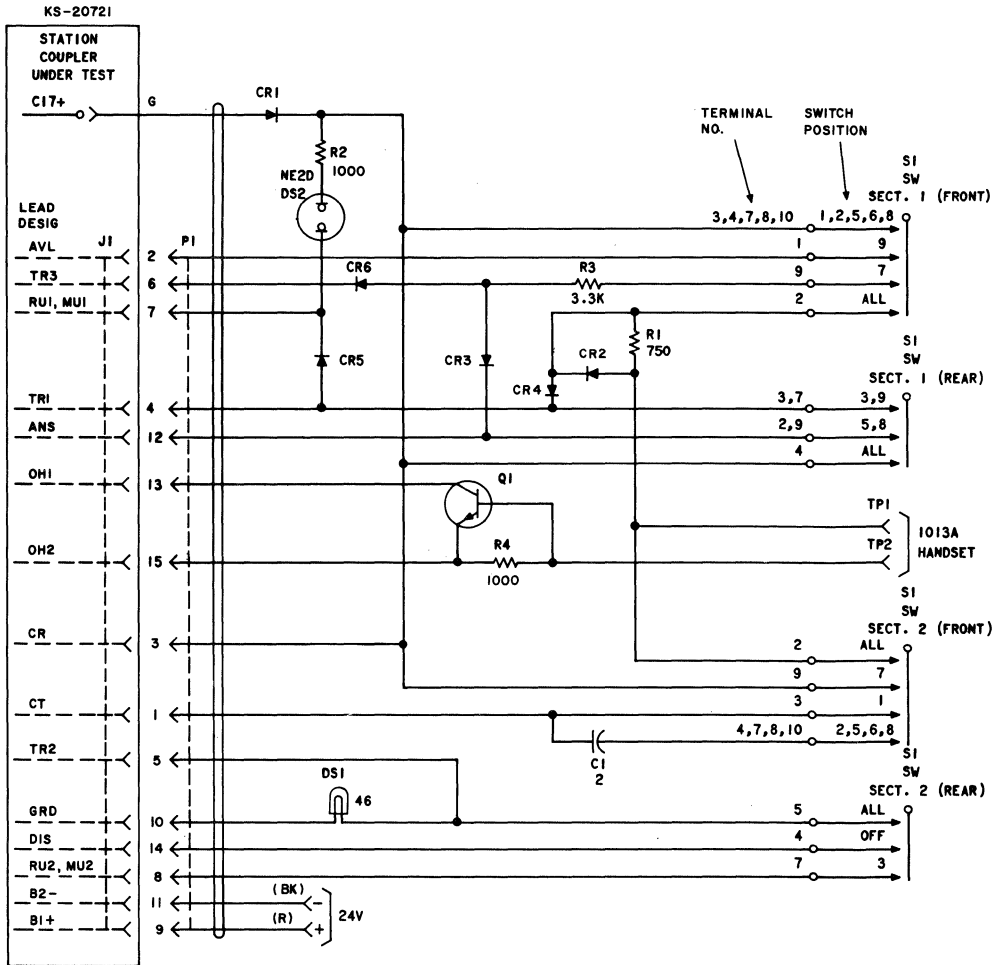 KS-20721
STATION
COUPLER
UNDER TEST
C17+
G
CR1
R2
1000
NE2D
DS2
TERMINAL
NO.
SWITCH
POSITION
S1
SW
SECT. 1 (FRONT)
3,4,7,8,10
1,2,5,6,8
LEAD
DESIG
J1
P1
AVL
2
1
9
TR3
6
CR6
R3
3.3K
9
7
RU1, MU1
7
2
ALL
CR5
CR3
CR4
CR2
R1
750
S1
SW
SECT. 1 (REAR)
TR1
4
3,7
3,9
ANS
12
2,9
5,8
4
ALL
OH1
13
Q1
TP1
TP2
1013A
HANDSET
OH2
15
R4
1000
S1
SW
SECT. 2 (FRONT)
CR
3
2
ALL
9
7
CT
1
3
1
C1
2
4,7,8,10
2,5,6,8
TR2
5
S1
SW
SECT. 2 (REAR)
DS1
46
GRD
10
5
ALL
DIS
14
4
OFF
RU2, MU2
8
7
3
B2-
11
(BK)
-
B1+
9
(R)
+
24V